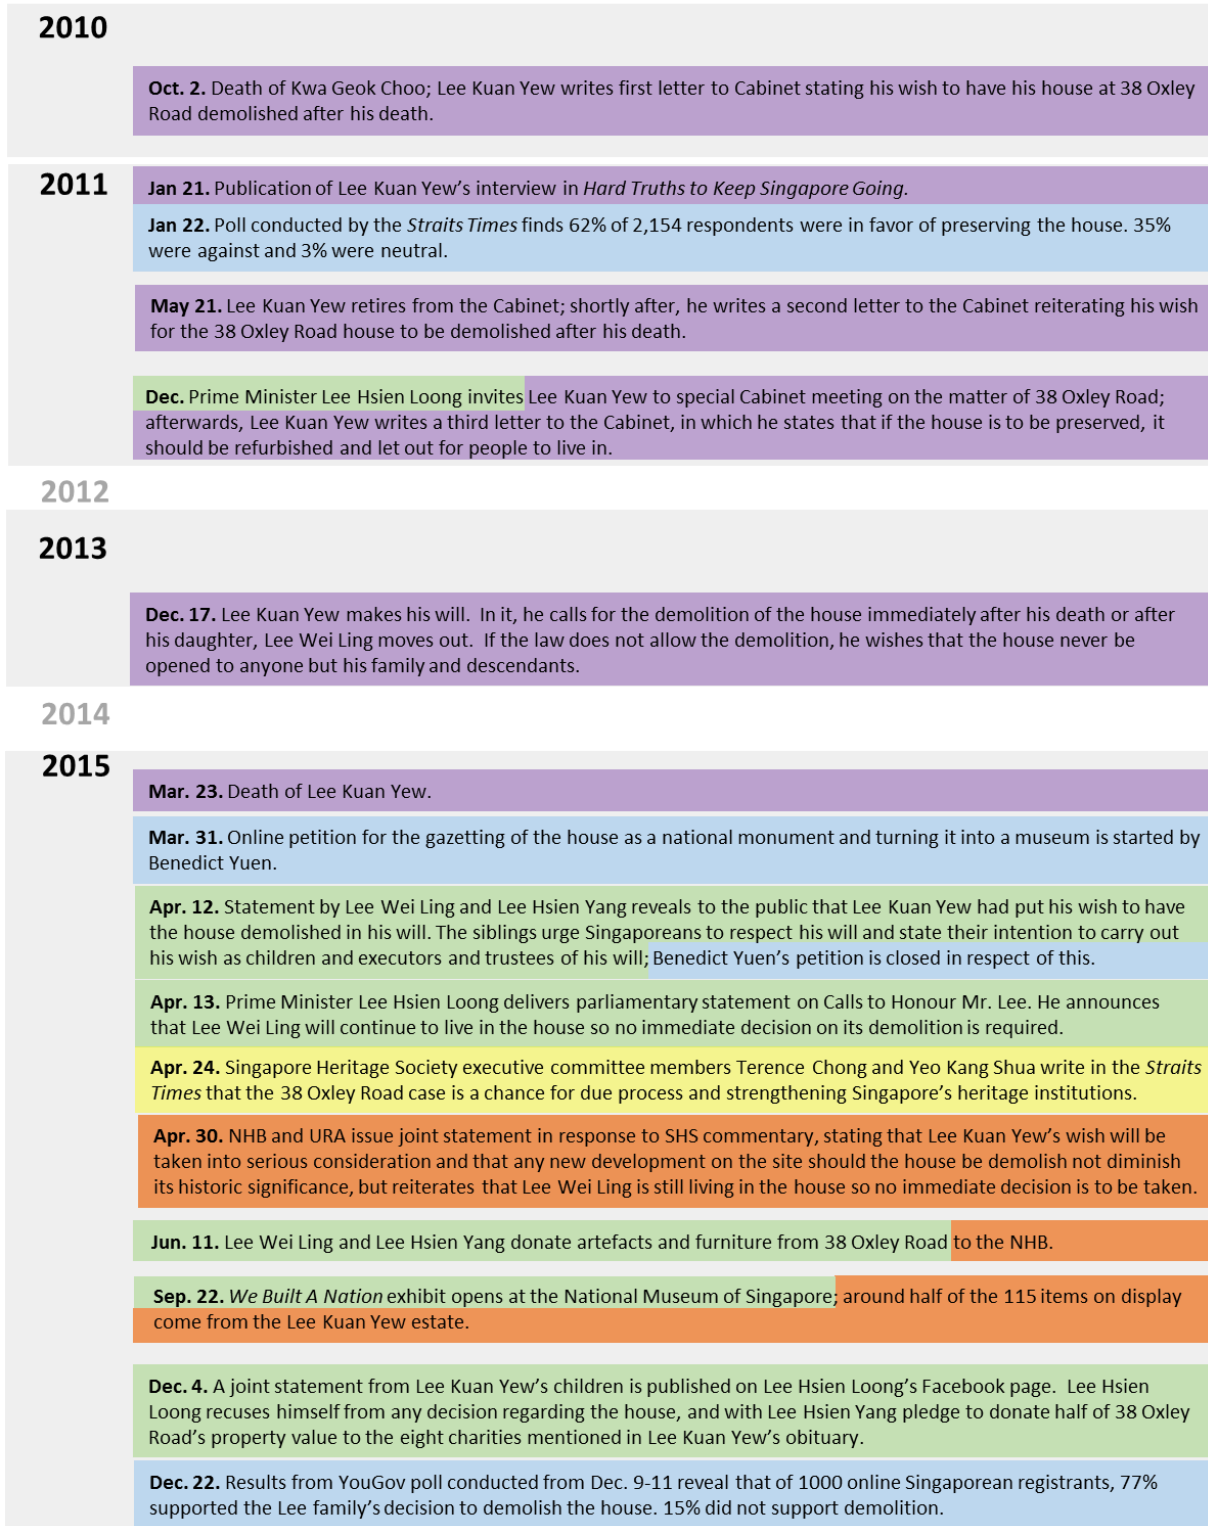 2010
Oct. 2. Death of Kwa Geok Choo; Lee Kuan Yew writes first letter to Cabinet stating his wish to have his house at 38 Oxley
Road demolished after his death.
2011
Jan 21. Publication of Lee Kuan Yew's interview in Hard Truths to Keep Singapore Going.
Jan 22. Poll conducted by the Straits Times finds 62% of 2,154 respondents were in favor of preserving the house. 35%
were against and 3% were neutral.
May 21. Lee Kuan Yew retires from the Cabinet; shortly after, he writes a second letter to the Cabinet reiterating his wish
for the 38 Oxley Road house to be demolished after his death.
Dec. Prime Minister Lee Hsien Loong invites Lee Kuan Yew to special Cabinet meeting on the matter of 38 Oxley Road;
afterwards, Lee Kuan Yew writes a third letter to the Cabinet, in which he states that if the house is to be preserved, it
should be refurbished and let out for people to live in.
2012
2013
Dec. 17. Lee Kuan Yew makes his will. In it, he calls for the demolition of the house immediately after his death or after
his daughter, Lee Wei Ling moves out. If the law does not allow the demolition, he wishes that the house never be
opened to anyone but his family and descendants.
2014
2015
Mar. 23. Death of Lee Kuan Yew.
Mar. 31. Online petition for the gazetting of the house as a national monument and turning it into a museum is started by
Benedict Yuen.
Apr. 12. Statement by Lee Wei Ling and Lee Hsien Yang reveals to the public that Lee Kuan Yew had put his wish to have
the house demolished in his will. The siblings urge Singaporeans to respect his will and state their intention to carry out
his wish as children and executors and trustees of his will; Benedict Yuen's petition is closed in respect of this.
Apr. 13. Prime Minister Lee Hsien Loong delivers parliamentary statement on Calls to Honour Mr. Lee. He announces
that Lee Wei Ling will continue to live in the house so no immediate decision on its demolition is required.
Apr. 24. Singapore Heritage Society executive committee members Terence Chong and Yeo Kang Shua write in the Straits
Times that the 38 Oxley Road case is a chance for due process and strengthening Singapore's heritage institutions.
Apr. 30. NHB and URA issue joint statement in response to SHS commentary, stating that Lee Kuan Yew's wish will be
taken into serious consideration and that any new development on the site should the house be demolish not diminish
its historic significance, but reiterates that Lee Wei Ling is still living in the house so no immediate decision is to be taken.
Jun. 11. Lee Wei Ling and Lee Hsien Yang donate artefacts and furniture from 38 Oxley Road to the NHB.
Sep. 22. We Built A Nation exhibit opens at the National Museum of Singapore; around half of the 115 items on display
come from the Lee Kuan Yew estate.
Dec. 4. A joint statement from Lee Kuan Yew's children is published on Lee Hsien Loong's Facebook page. Lee Hsien
Loong recuses himself from any decision regarding the house, and with Lee Hsien Yang pledge to donate half of 38 Oxley
Road's property value to the eight charities mentioned in Lee Kuan Yew's obituary.
Dec. 22. Results from YouGov poll conducted from Dec. 9-11 reveal that of 1000 online Singaporean registrants, 77%
supported the Lee family's decision to demolish the house. 15% did not support demolition.